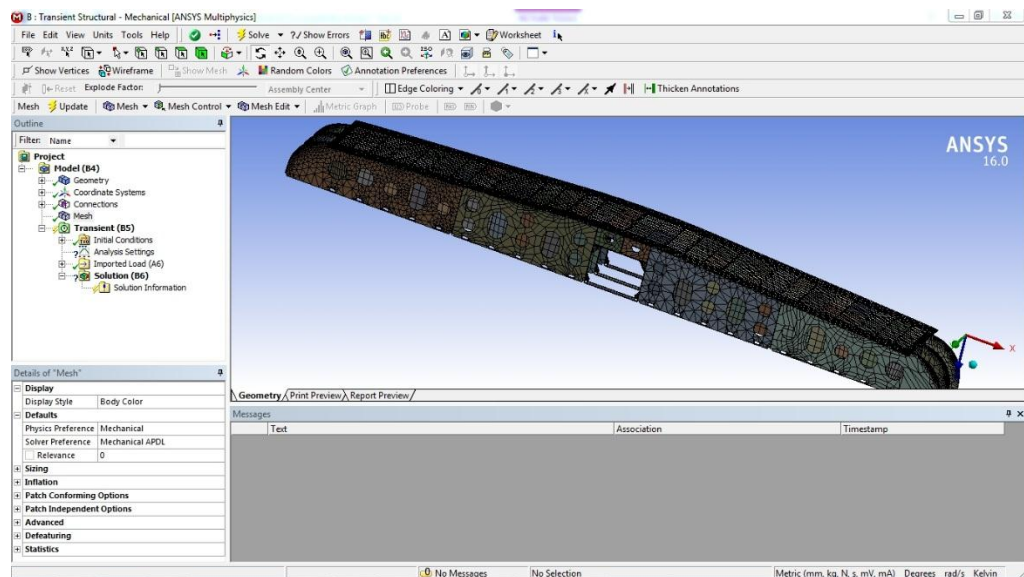 B : Transient Structural - Mechanical [ANSYS Multiphysics]
File Edit View Units Tools Help Solve ?/ Show Errors A Worksheet
Show Vertices Wireframe Show Mesh Random Colors Annotation Preferences
Reset Explode Factor: Assembly Center Edge Coloring Thicken Annotations
Mesh Update Mesh Mesh Control Mesh Edit Metric Graph Probe
Outline
Filter: Name
Project
Model (B4)
Geometry
Coordinate Systems
Connections
Mesh
Transient (B5)
Initial Conditions
Analysis Settings
Imported Load (A6)
Solution (B6)
Solution Information
ANSYS
16.0
X
Details of "Mesh"
Display
Display Style Body Color
Defaults
Physics Preference Mechanical
Solver Preference Mechanical APDL
Relevance 0
Sizing
Inflation
Patch Conforming Options
Patch Independent Options
Advanced
Defeaturing
Statistics
Geometry Print Preview Report Preview
Messages
Text Association Timestamp
0 No Messages No Selection Metric (mm, kg, N, s, mV, mA) Degrees rad/s Kelvin